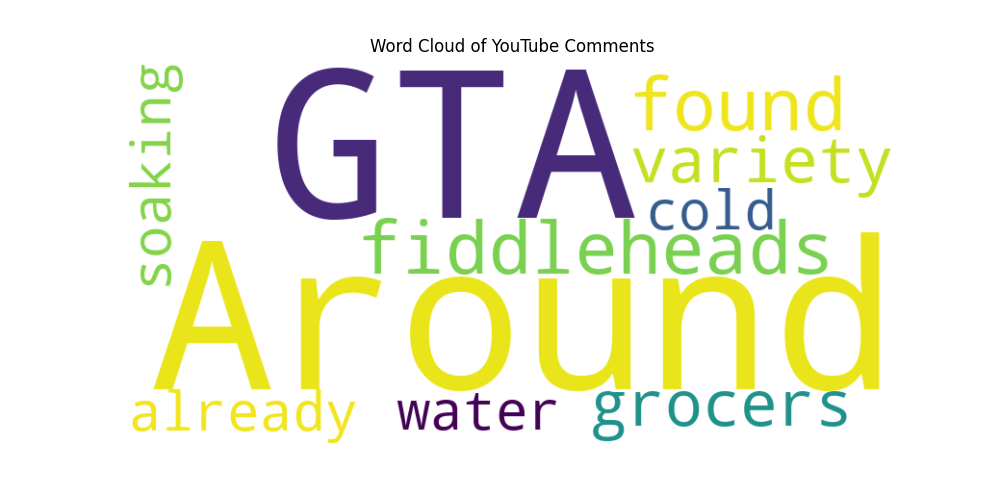 Word Cloud of YouTube Comments
soaking
GTA
found
variety
cold
fiddleheads
Around
already
water
grocers